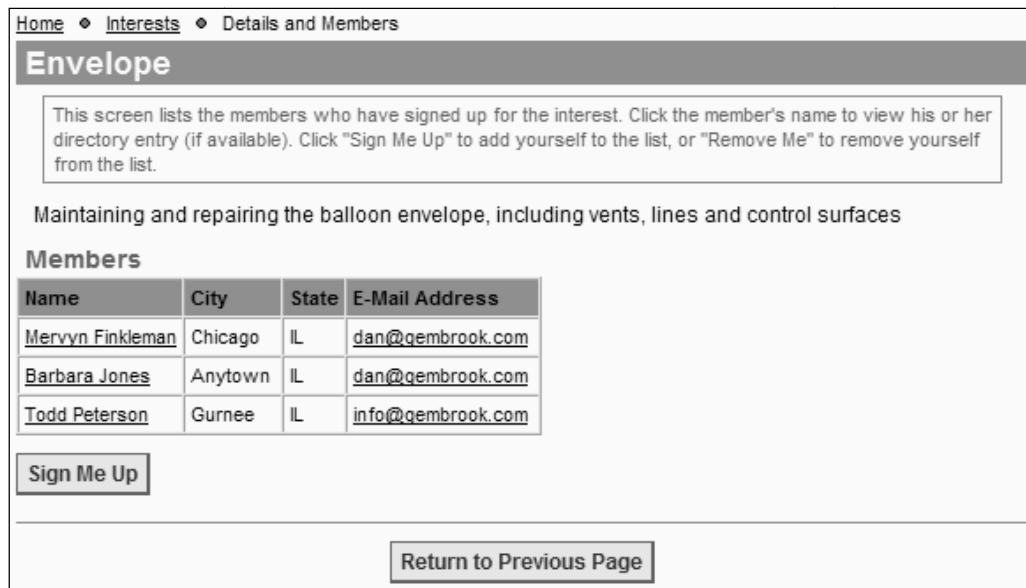 Home • Interests • Details and Members
Envelope
This screen lists the members who have signed up for the interest. Click the member's name to view his or her
directory entry (if available). Click "Sign Me Up" to add yourself to the list, or "Remove Me" to remove yourself
from the list.
Maintaining and repairing the balloon envelope, including vents, lines and control surfaces
Members
Name City State E-Mail Address
Mervyn Finkleman Chicago IL dan@gembrook.com
Barbara Jones Anytown IL dan@gembrook.com
Todd Peterson Gurnee IL info@gembrook.com
Sign Me Up
Return to Previous Page